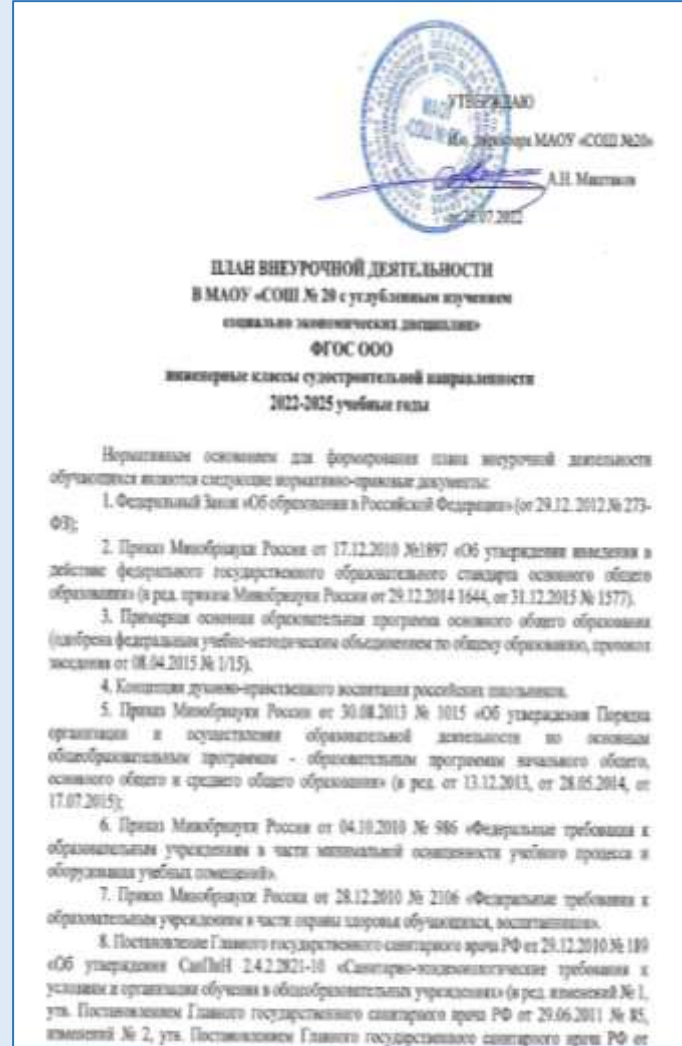 МАОУ
«СОШ №
УТВЕРЖДАЮ
директора МАОУ «СОШ №20»
А.Н.
07.2022
ПЛАН ВНЕУРОЧНОЙ ДЕЯТЕЛЬНОСТИ
В МАОУ «СОШ № 20 с углубленным изучением
социально экономических дисциплин»
ФГОС ООО
инженерные классы судостроительной направленности
2022-2025 учебные годы
Нормативным основанием для формирования плана внеурочной деятельности
обучающихся являются следующие нормативно-правовые документы:
1. Федеральный Закон «Об образовании в Российской Федерации» (от 29.12. 2012 № 273-
ФЗ);
2. Приказ Минобрнауки России от 17.12.2010 №1897 «Об утверждении и введении в
действие федерального государственного образовательного стандарта основного общего
образования» (в ред. приказа Минобрнауки России от 29.12.2014 1644, от 31.12.2015 № 1577).
3. Примерная основная образовательная программа основного общего образования
(одобрена федеральным учебно-методическим объединением по общему образованию, протокол
заседания от 08.04.2015 № 1/15).
4. Концепция духовно-нравственного воспитания российских школьников.
5. Приказ Минобрнауки России от 30.08.2013 № 1015 «Об утверждении Порядка
организации и осуществления образовательной деятельности по основным
общеобразовательным программам - образовательным программам начального общего,
основного общего и среднего общего образования» (в ред. от 13.12.2013, от 28.05.2014, от
17.07.2015);
6. Приказ Минобрнауки России от 04.10.2010 № 986 «Федеральные требования к
образовательным учреждениям в части минимальной оснащенности учебного процесса и
оборудования учебных помещений».
7. Приказ Минобрнауки России от 28.12.2010 № 2106 «Федеральные требования к
образовательным учреждениям в части охраны здоровья обучающихся, воспитанников».
8. Постановление Главного государственного санитарного врача РФ от 29.12.2010 № 189
«Об утверждении СанПиН 2.4.2.2821-10 «Санитарно-эпидемиологические требования к
условиям и организации обучения в общеобразовательных учреждениях» (в ред. изменений № 1,
утв. Постановлением Главного государственного санитарного врача РФ от 29.06.2011 № 85,
изменений № 2, утв. Постановлением Главного государственного санитарного врача РФ от